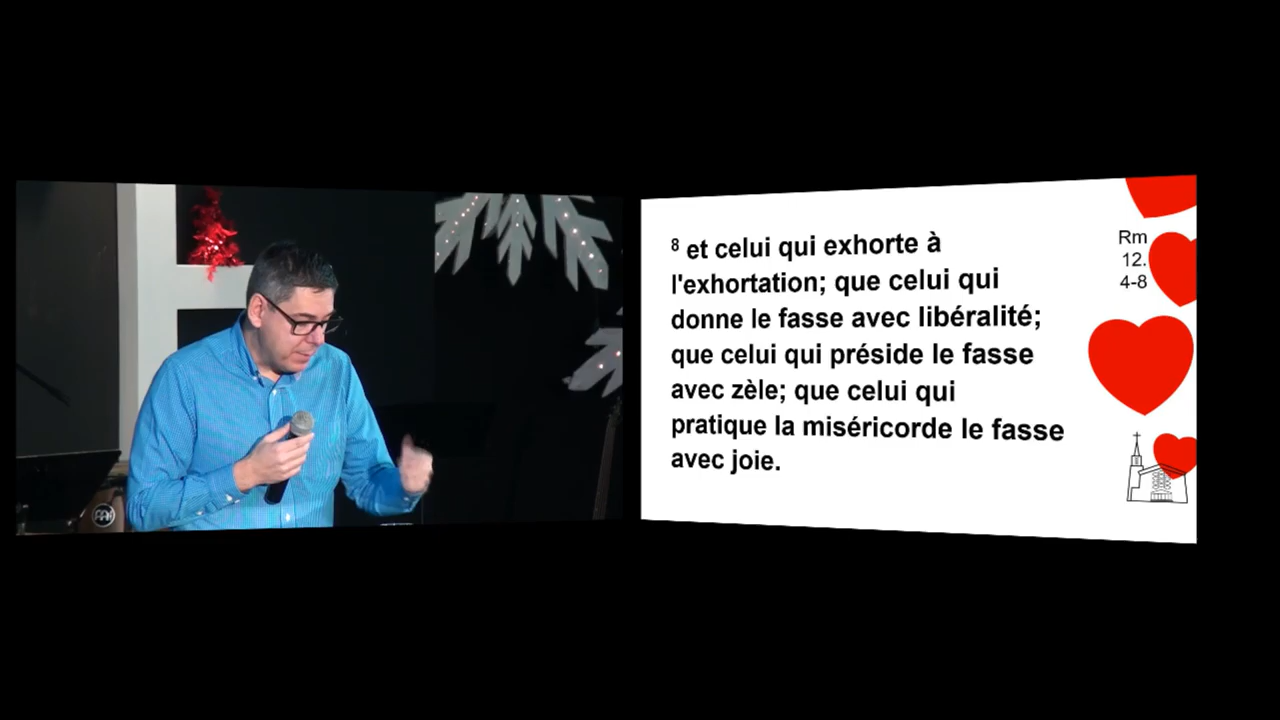 8 et celui qui exhorte à
l'exhortation; que celui qui
donne le fasse avec libéralité;
que celui qui préside le fasse
avec zèle; que celui qui
pratique la miséricorde le fasse
avec joie.
Rm
12.
4-8